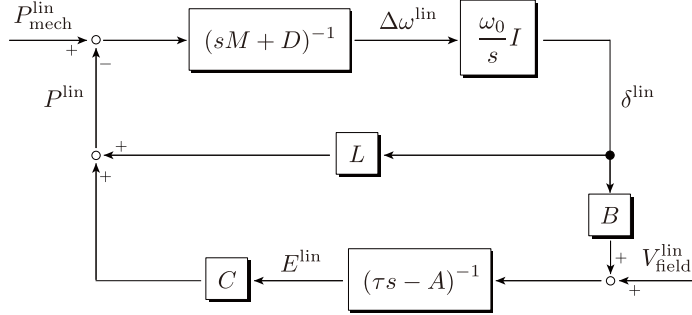 P^lin_mech
+
(sM + D)^−1
Δω^lin
ω_0/s I
−
P^lin
δ^lin
+
L
+
B
+
V^lin_field
+
C
E^lin
(τs − A)^−1